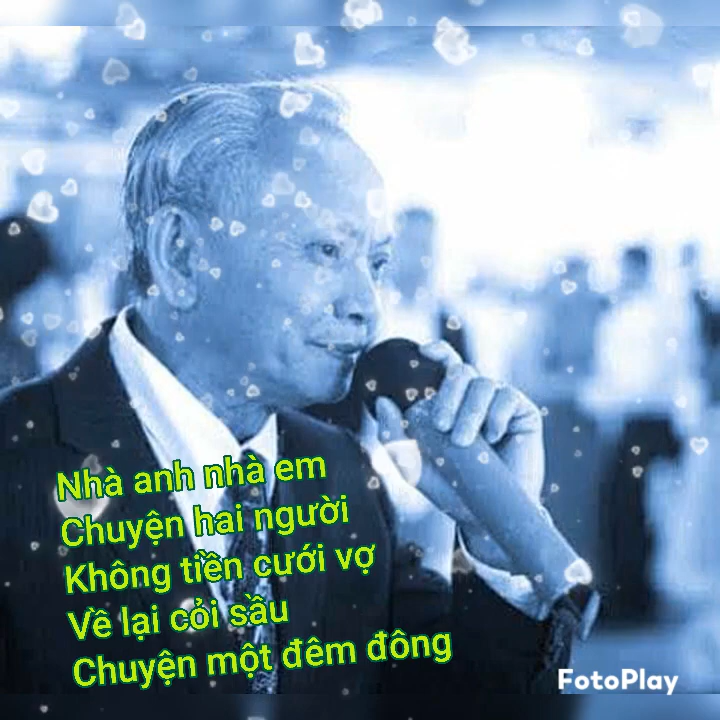 Nhà anh nhà em
Chuyện hai người
Không tiền cưới vợ
Về lại cỏi sầu
Chuyện một đêm đông
FotoPlay